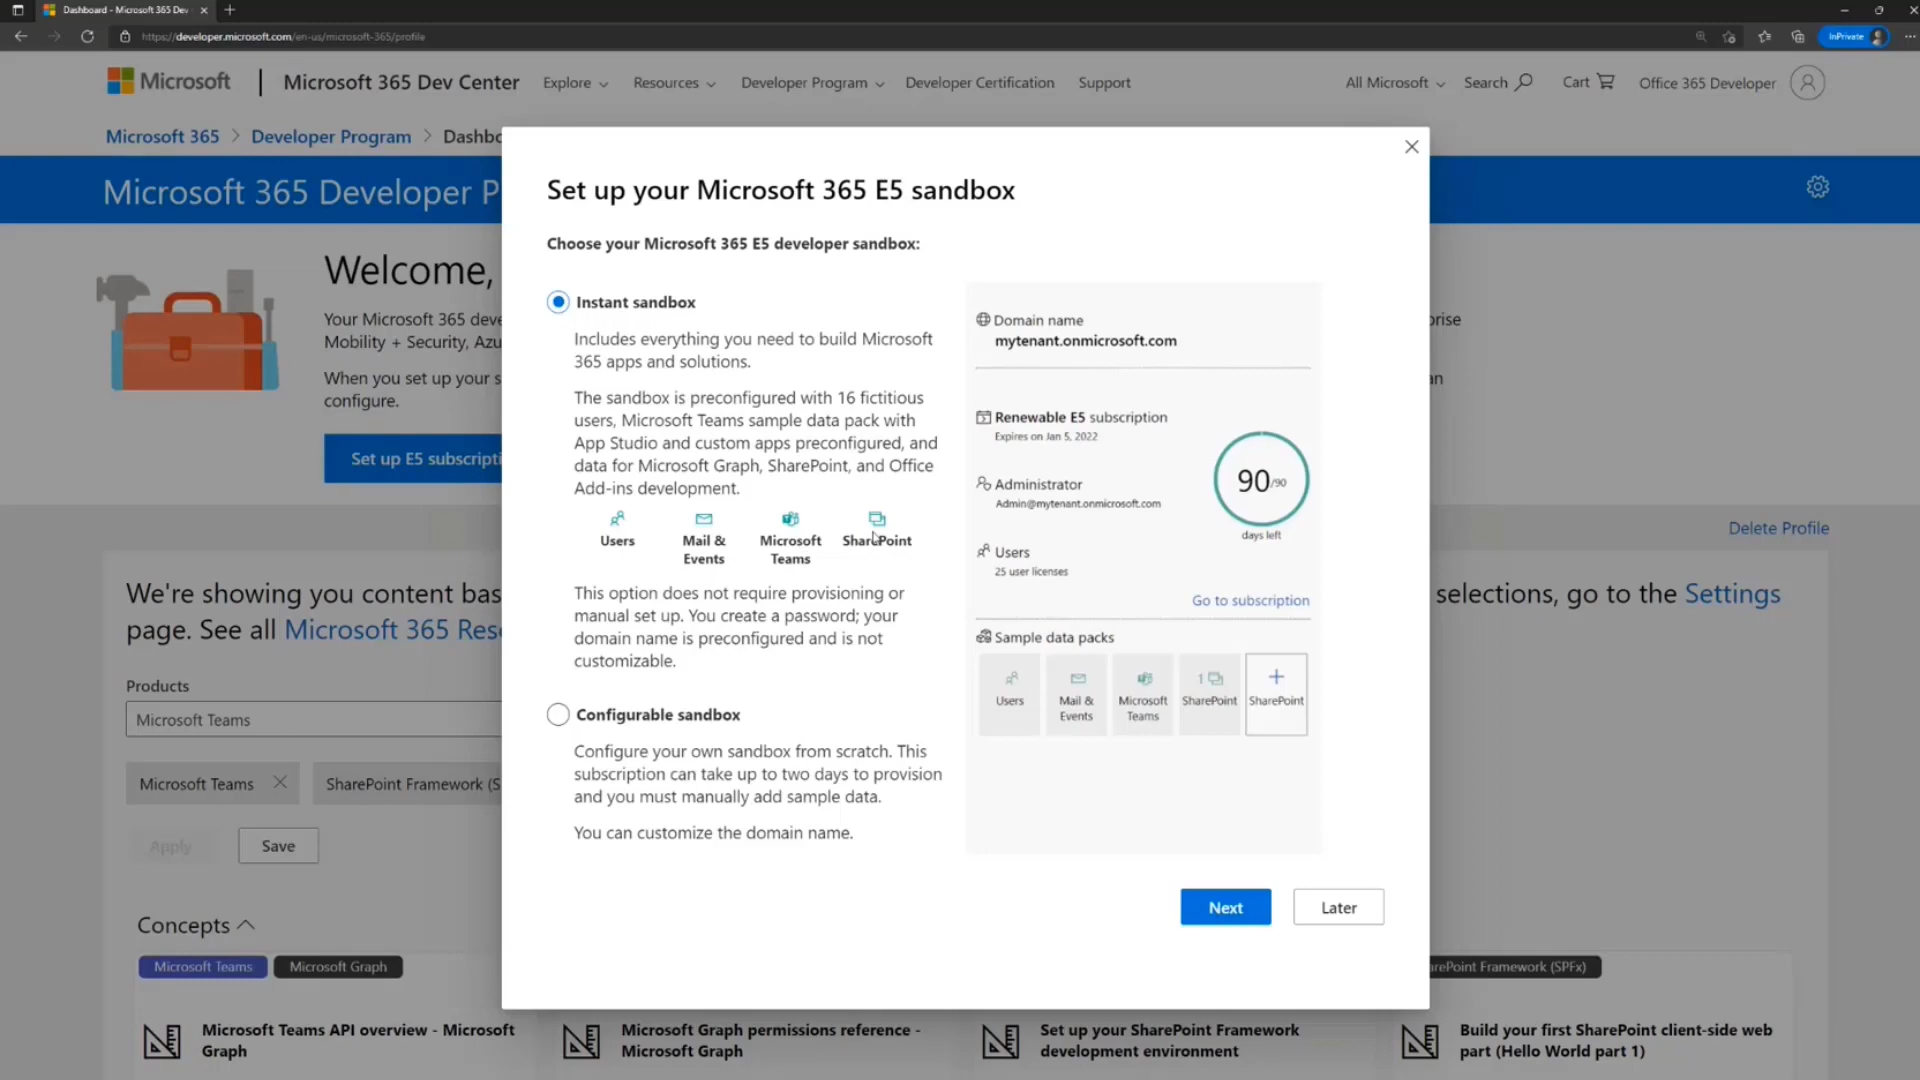 Dashboard - Microsoft 365 Dev
https://developer.microsoft.com/en-us/microsoft-365/profile
InPrivate
Microsoft
Microsoft 365 Dev Center
Explore
Resources
Developer Program
Developer Certification
Support
All Microsoft
Search
Cart
Office 365 Developer
Microsoft 365 > Developer Program > Dashbo
Microsoft 365 Developer P
Welcome,
Your Microsoft 365 deve
Mobility + Security, Azu
When you set up your s
configure.
Set up E5 subscripti
Delete Profile
We're showing you content bas
selections, go to the Settings
page. See all Microsoft 365 Res
Products
Microsoft Teams
Microsoft Teams
SharePoint Framework (S
Apply
Save
Concepts
Microsoft Teams
Microsoft Graph
arePoint Framework (SPFx)
Microsoft Teams API overview - Microsoft
Graph
Microsoft Graph permissions reference -
Microsoft Graph
Set up your SharePoint Framework
development environment
Build your first SharePoint client-side web
part (Hello World part 1)
Set up your Microsoft 365 E5 sandbox
Choose your Microsoft 365 E5 developer sandbox:
Instant sandbox
Includes everything you need to build Microsoft
365 apps and solutions.
The sandbox is preconfigured with 16 fictitious
users, Microsoft Teams sample data pack with
App Studio and custom apps preconfigured, and
data for Microsoft Graph, SharePoint, and Office
Add-ins development.
Users
Mail &
Events
Microsoft
Teams
SharePoint
This option does not require provisioning or
manual set up. You create a password; your
domain name is preconfigured and is not
customizable.
Configurable sandbox
Configure your own sandbox from scratch. This
subscription can take up to two days to provision
and you must manually add sample data.
You can customize the domain name.
Domain name
mytenant.onmicrosoft.com
Renewable E5 subscription
Expires on Jan 5, 2022
90/90
days left
Administrator
Admin@mytenant.onmicrosoft.com
Users
25 user licenses
Go to subscription
Sample data packs
Users
Mail &
Events
Microsoft
Teams
1
SharePoint
SharePoint
Next
Later